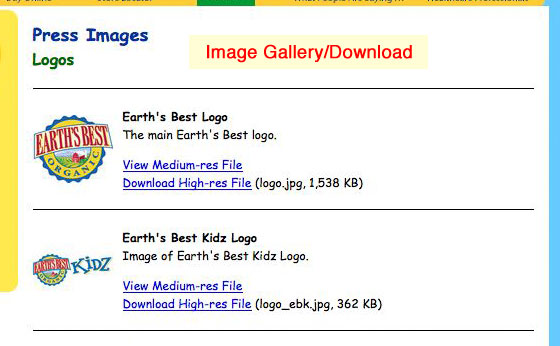 Press Images
Image Gallery/Download
Logos
Earth's Best Logo
The main Earth's Best logo.
EARTH'S BEST
ORGANIC
View Medium-res File
Download High-res File (logo.jpg, 1,538 KB)
Earth's Best Kidz Logo
Image of Earth's Best Kidz Logo.
EARTH'S BEST
KiDZ
View Medium-res File
Download High-res File (logo_ebk.jpg, 362 KB)